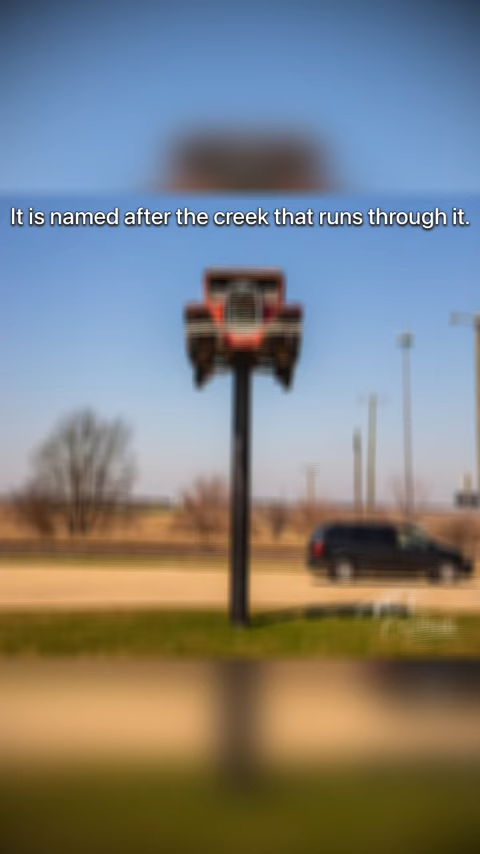 It is named after the creek that runs through it.